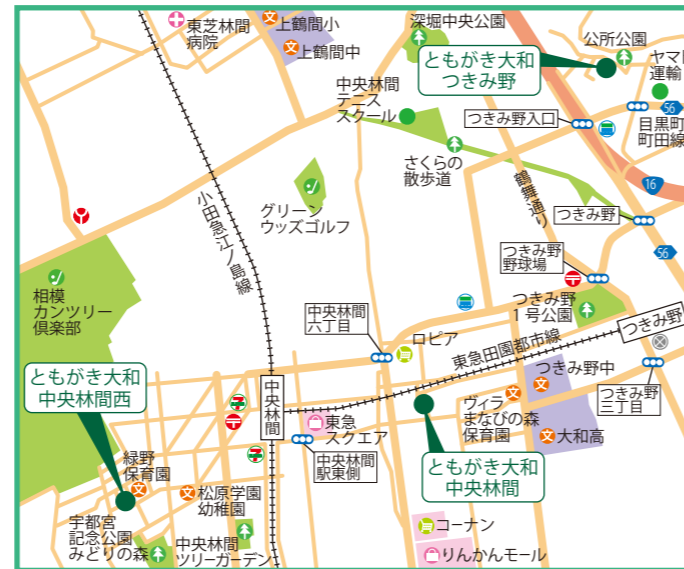 東芝林間
病院
上鶴間小
上鶴間中
深堀中央公園
ともがき大和
つきみ野
公所公園
ヤマト
運輸
56
目黒町
町田線
中央林間
テニス
スクール
つきみ野入口
さくらの
散歩道
鶴舞通り
16
小田急江ノ島線
グリーン
ウッズゴルフ
つきみ野
56
つきみ野
野球場
相模
カンツリー
倶楽部
中央林間
六丁目
ロピア
つきみ野
1号公園
東急田園都市線
つきみ野
ともがき大和
中央林間西
中央林間
東急
スクエア
ヴィラ
まなびの森
保育園
つきみ野中
つきみ野
三丁目
大和高
中央林間
駅東側
ともがき大和
中央林間
緑野
保育園
松原学園
幼稚園
宇都宮
記念公園
みどりの森
中央林間
ツリーガーデン
コーナン
りんかんモール